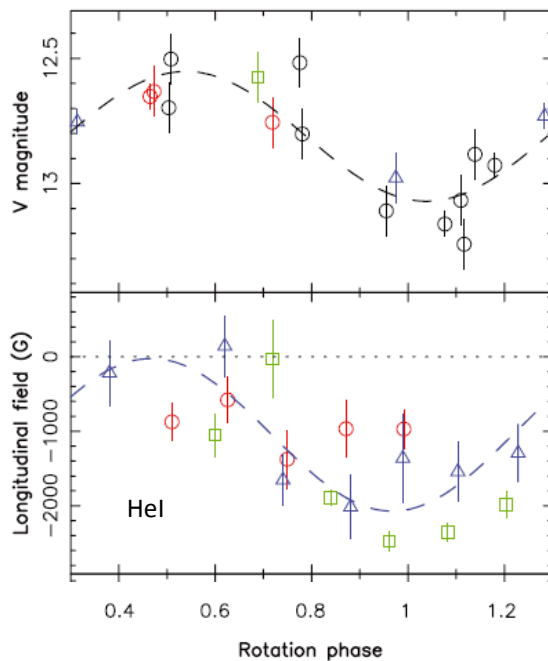 12.5
13
V magnitude
0
−1000
−2000
Longitudinal field (G)
HeI
0.4 0.6 0.8 1 1.2
Rotation phase